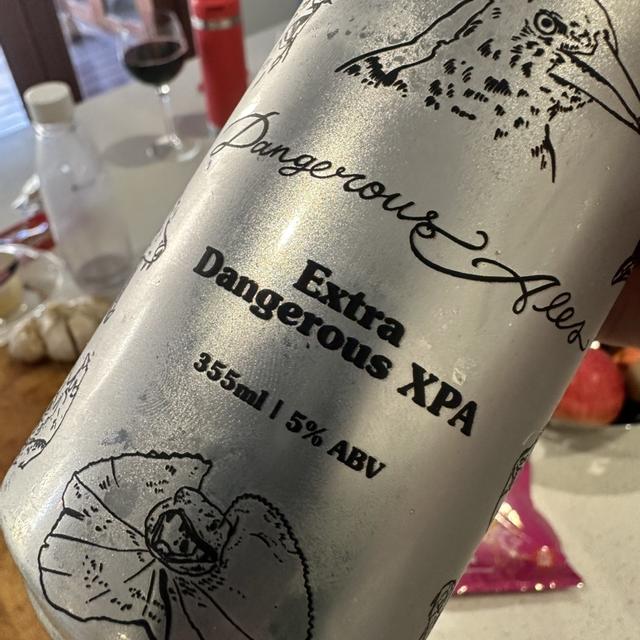 Dangerous Ales
Extra
Dangerous XPA
355ml | 5% ABV